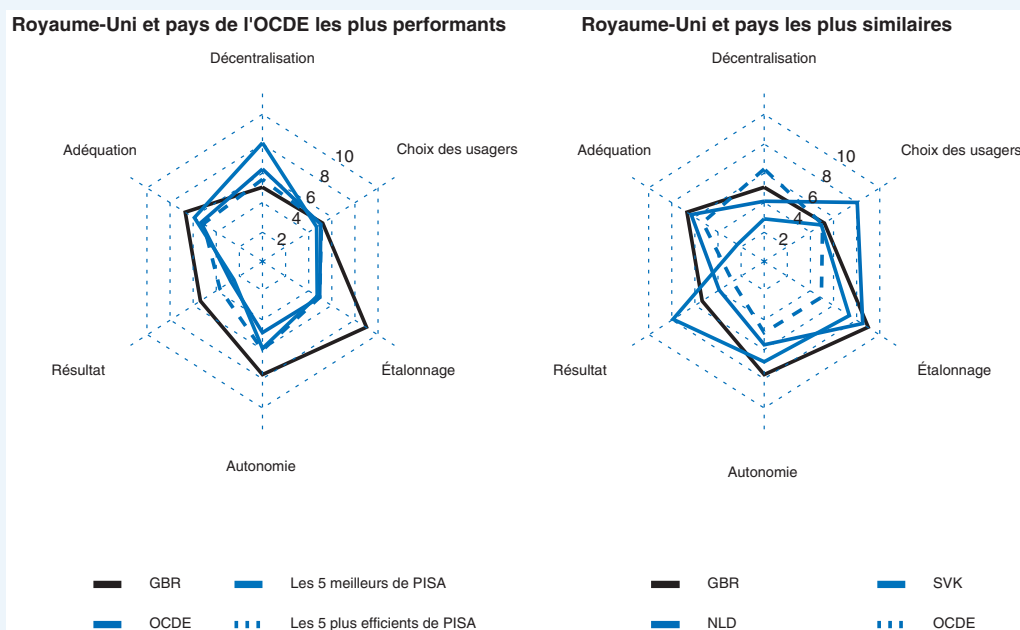 Royaume-Uni et pays de l'OCDE les plus performants
Décentralisation
Adéquation
Choix des usagers
10
8
6
4
2
Résultat
Étalonnage
Autonomie
GBR
Les 5 meilleurs de PISA
OCDE
Les 5 plus efficients de PISA
Royaume-Uni et pays les plus similaires
Décentralisation
Adéquation
Choix des usagers
10
8
6
4
2
Résultat
Étalonnage
Autonomie
GBR
SVK
NLD
OCDE